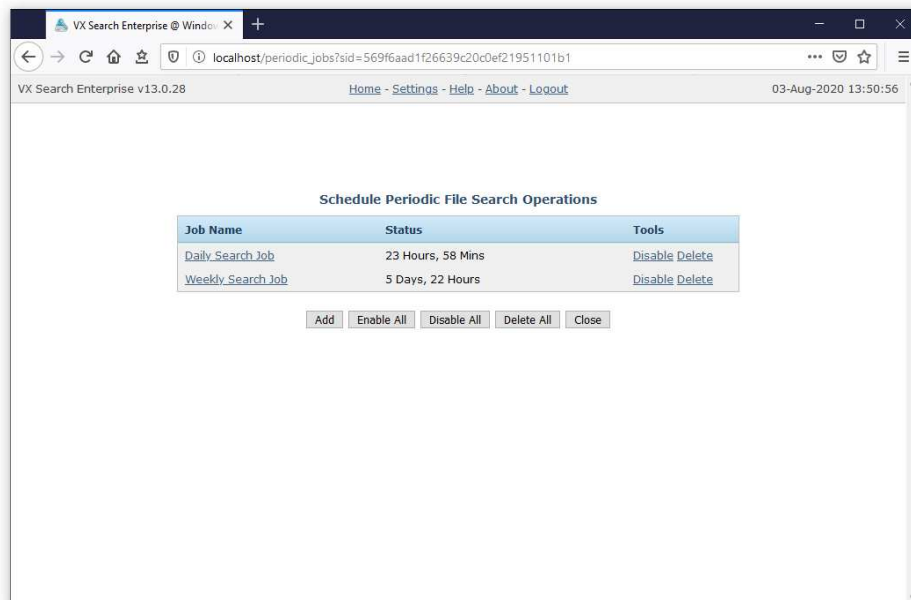 VX Search Enterprise @ Window
localhost/periodic_jobs?sid=569f6aad1f26639c20c0ef21951101b1
VX Search Enterprise v13.0.28 Home - Settings - Help - About - Logout 03-Aug-2020 13:50:56
Schedule Periodic File Search Operations
Job Name Status Tools
Daily Search Job 23 Hours, 58 Mins Disable Delete
Weekly Search Job 5 Days, 22 Hours Disable Delete
Add Enable All Disable All Delete All Close